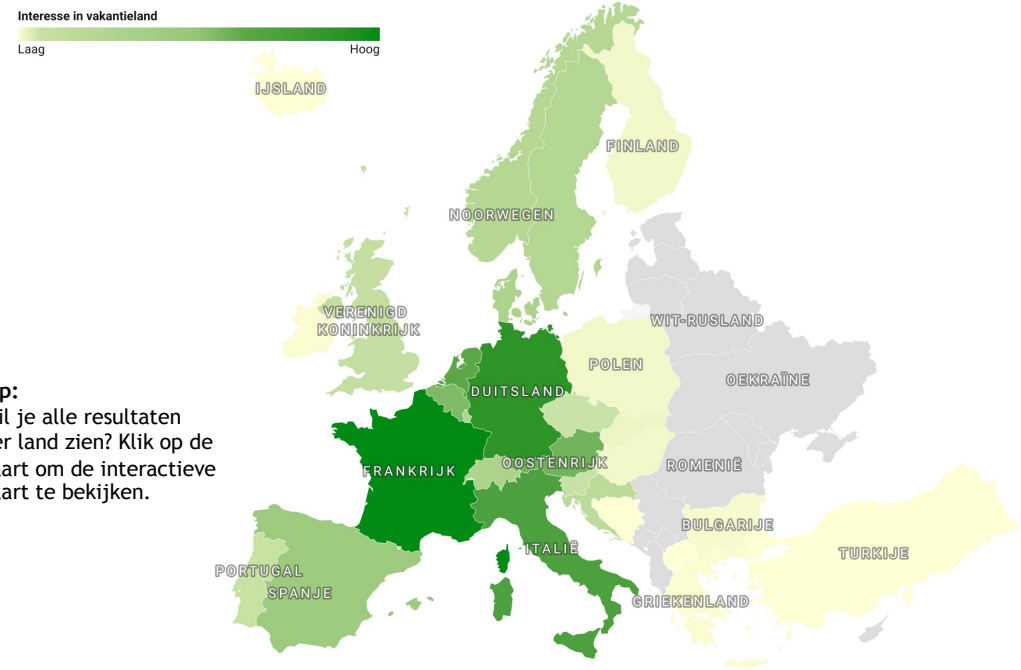 Interesse in vakantieland
Laag
Hoog
IJSLAND
FINLAND
NOORWEGEN
VERENIGD
KONINKRIJK
WIT-RUSLAND
POLEN
OEKRAÏNE
DUITSLAND
p:
il je alle resultaten
er land zien? Klik op de
aart om de interactieve
art te bekijken.
FRANKRIJK
OOSTENRIJK
ROEMENIË
BULGARIJE
ITALIË
TURKIJE
PORTUGAL
SPANJE
GRIEKENLAND